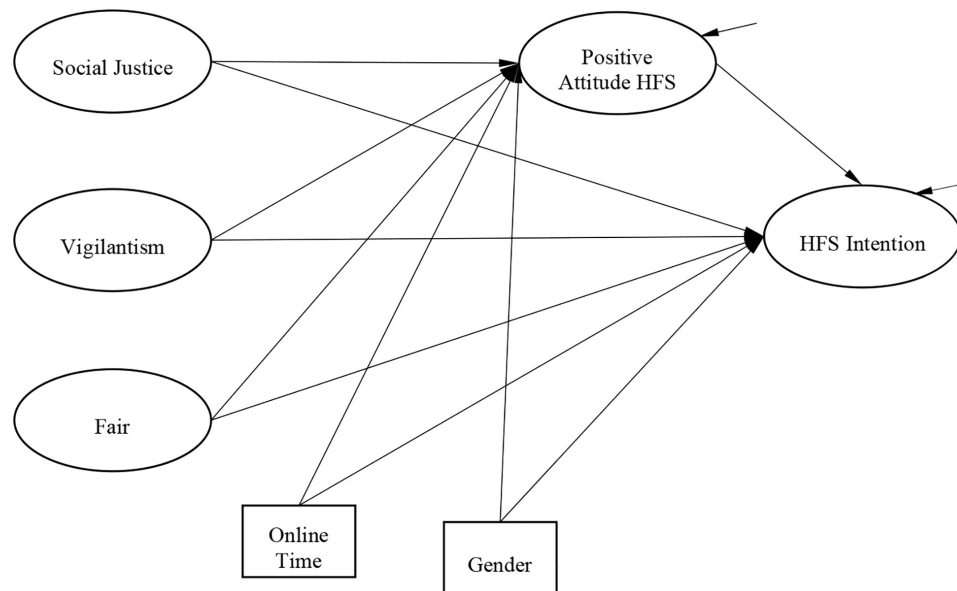 Social Justice
Positive
Attitude HFS
Vigilantism
HFS Intention
Fair
Online
Time
Gender